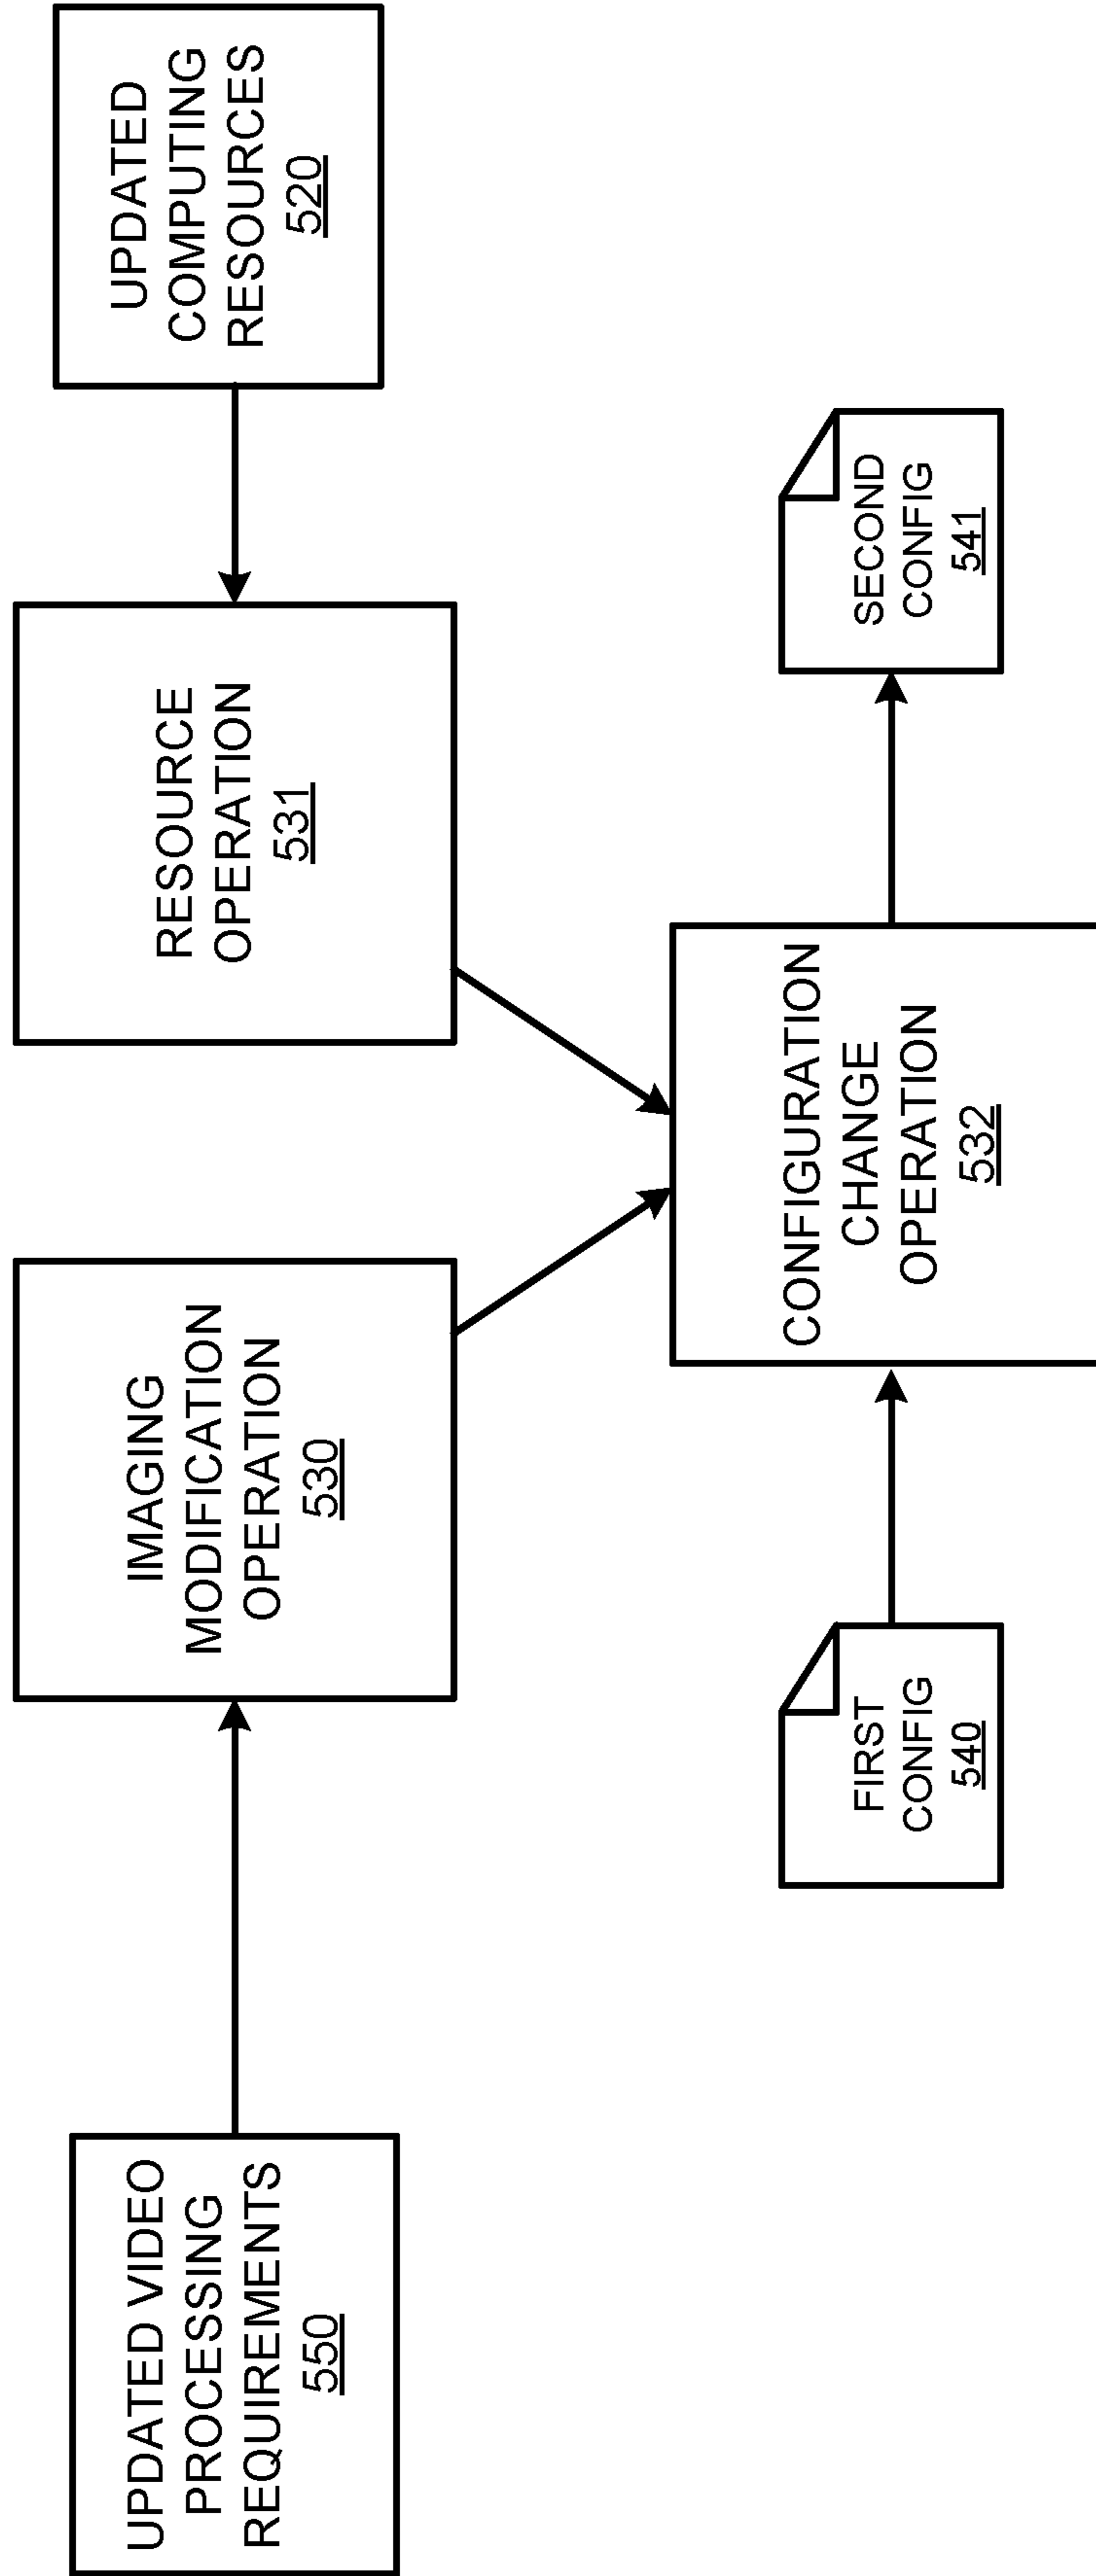 UPDATED VIDEO
PROCESSING
REQUIREMENTS
550
IMAGING
MODIFICATION
OPERATION
530
RESOURCE
OPERATION
531
UPDATED
COMPUTING
RESOURCES
520
FIRST
CONFIG
540
CONFIGURATION
CHANGE
OPERATION
532
SECOND
CONFIG
541